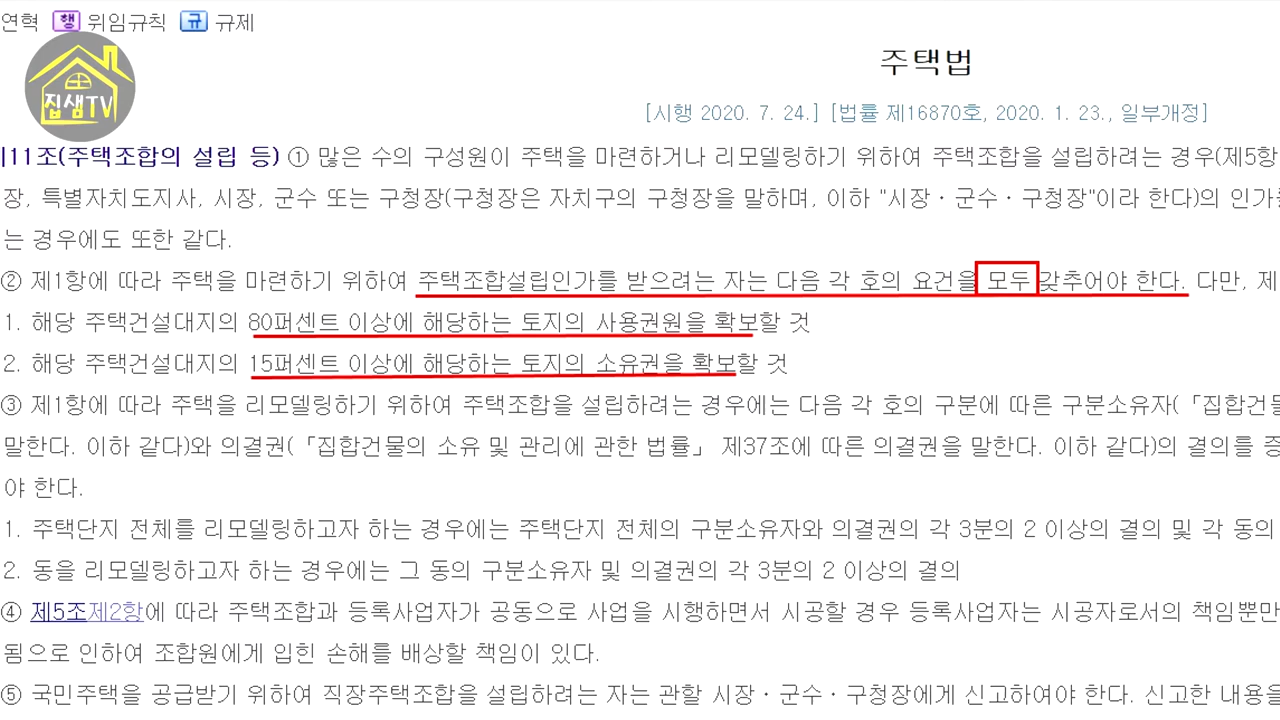 연혁 행 위임규칙 규 규제
집샘TV
주택법
[시행 2020. 7. 24.] [법률 제16870호, 2020. 1. 23., 일부개정]
11조(주택조합의 설립 등) ① 많은 수의 구성원이 주택을 마련하거나 리모델링하기 위하여 주택조합을 설립하려는 경우(제5항
장, 특별자치도지사, 시장, 군수 또는 구청장(구청장은 자치구의 구청장을 말하며, 이하 "시장ㆍ군수ㆍ구청장"이라 한다)의 인가를
는 경우에도 또한 같다.
② 제1항에 따라 주택을 마련하기 위하여 주택조합설립인가를 받으려는 자는 다음 각 호의 요건을 모두 갖추어야 한다. 다만, 제
1. 해당 주택건설대지의 80퍼센트 이상에 해당하는 토지의 사용권원을 확보할 것
2. 해당 주택건설대지의 15퍼센트 이상에 해당하는 토지의 소유권을 확보할 것
③ 제1항에 따라 주택을 리모델링하기 위하여 주택조합을 설립하려는 경우에는 다음 각 호의 구분에 따른 구분소유자(「집합건물
말한다. 이하 같다)와 의결권(「집합건물의 소유 및 관리에 관한 법률」 제37조에 따른 의결권을 말한다. 이하 같다)의 결의를 증
야 한다.
1. 주택단지 전체를 리모델링하고자 하는 경우에는 주택단지 전체의 구분소유자와 의결권의 각 3분의 2 이상의 결의 및 각 동의
2. 동을 리모델링하고자 하는 경우에는 그 동의 구분소유자 및 의결권의 각 3분의 2 이상의 결의
④ 제5조제2항에 따라 주택조합과 등록사업자가 공동으로 사업을 시행하면서 시공할 경우 등록사업자는 시공자로서의 책임뿐만
됨으로 인하여 조합원에게 입힌 손해를 배상할 책임이 있다.
⑤ 국민주택을 공급받기 위하여 직장주택조합을 설립하려는 자는 관할 시장ㆍ군수ㆍ구청장에게 신고하여야 한다. 신고한 내용을